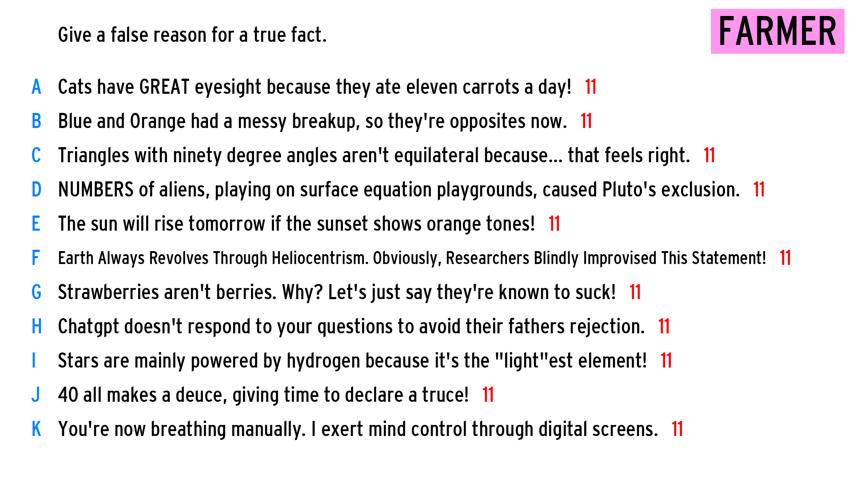 Give a false reason for a true fact.
FARMER
A Cats have GREAT eyesight because they ate eleven carrots a day! 11
B Blue and Orange had a messy breakup, so they're opposites now. 11
C Triangles with ninety degree angles aren't equilateral because... that feels right. 11
D NUMBERS of aliens, playing on surface equation playgrounds, caused Pluto's exclusion. 11
E The sun will rise tomorrow if the sunset shows orange tones! 11
F Earth Always Revolves Through Heliocentrism. Obviously, Researchers Blindly Improvised This Statement! 11
G Strawberries aren't berries. Why? Let's just say they're known to suck! 11
H Chatgpt doesn't respond to your questions to avoid their fathers rejection. 11
I Stars are mainly powered by hydrogen because it's the "light"est element! 11
J 40 all makes a deuce, giving time to declare a truce! 11
K You're now breathing manually. I exert mind control through digital screens. 11